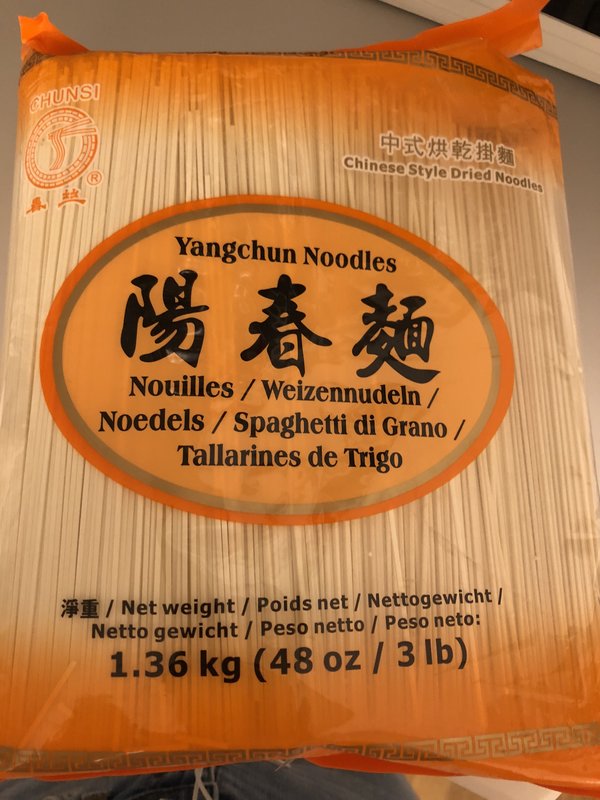 CHUNSI
®
春丝
中式烘乾掛麵
Chinese Style Dried Noodles
Yangchun Noodles
陽春麵
Nouilles / Weizennudeln /
Noedels / Spaghetti di Grano /
Tallarines de Trigo
淨重 / Net weight / Poids net / Nettogewicht /
Netto gewicht / Peso netto / Peso neto:
1.36 kg (48 oz / 3 lb)